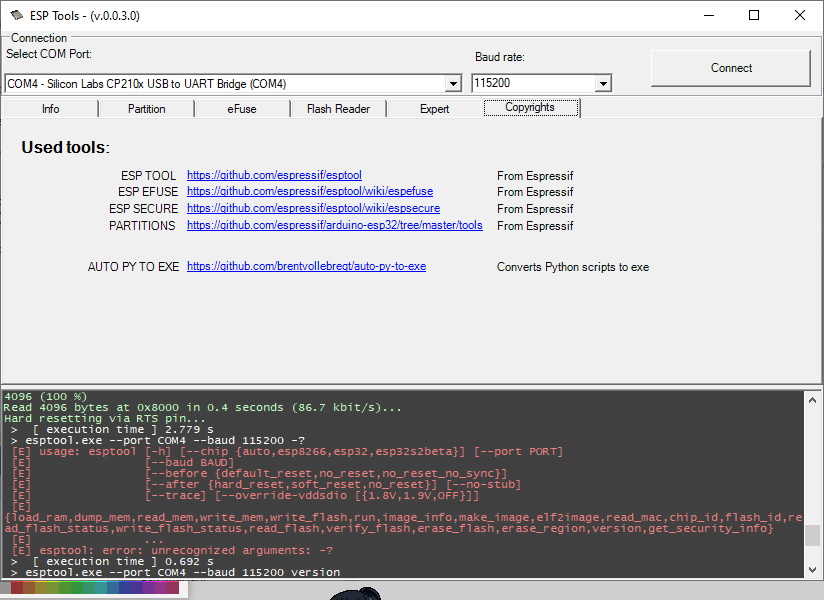 ESP Tools - (v.0.0.3.0)
Connection
Select COM Port:
Baud rate:
COM4 - Silicon Labs CP210x USB to UART Bridge (COM4)
115200
Connect
Info Partition eFuse Flash Reader Expert Copyrights
Used tools:
ESP TOOL https://github.com/espressif/esptool From Espressif
ESP EFUSE https://github.com/espressif/esptool/wiki/espefuse From Espressif
ESP SECURE https://github.com/espressif/esptool/wiki/espsecure From Espressif
PARTITIONS https://github.com/espressif/arduino-esp32/tree/master/tools From Espressif
AUTO PY TO EXE https://github.com/brentvollebregt/auto-py-to-exe Converts Python scripts to exe
4096 (100 %)
Read 4096 bytes at 0x8000 in 0.4 seconds (86.7 kbit/s)...
Hard resetting via RTS pin...
> [ execution time ] 2.779 s
> esptool.exe --port COM4 --baud 115200 -?
[E] usage: esptool [-h] [--chip {auto,esp8266,esp32,esp32s2beta}] [--port PORT]
[E] [--baud BAUD]
[E] [--before {default_reset,no_reset,no_reset_no_sync}]
[E] [--after {hard_reset,soft_reset,no_reset}] [--no-stub]
[E] [--trace] [--override-vddsdio [{1.8V,1.9V,OFF}]]
[E]
{load_ram,dump_mem,read_mem,write_mem,write_flash,run,image_info,make_image,elf2image,read_mac,chip_id,flash_id,re
ad_flash_status,write_flash_status,read_flash,verify_flash,erase_flash,erase_region,version,get_security_info}
[E] ...
[E] esptool: error: unrecognized arguments: -?
> [ execution time ] 0.692 s
> esptool.exe --port COM4 --baud 115200 version